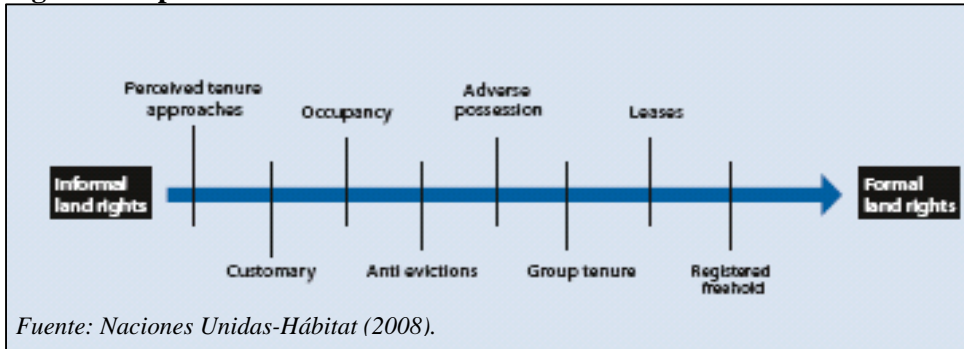 Perceived tenure
approaches
Occupancy
Adverse
possession
Leases
Informal
land rights
Formal
land rights
Customary
Anti evictions
Group tenure
Registered
freehold
Fuente: Naciones Unidas-Hábitat (2008).